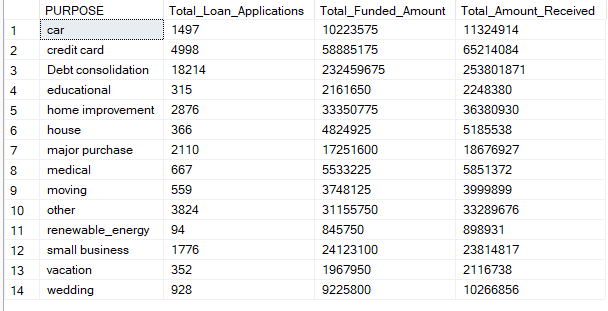 PURPOSE Total_Loan_Applications Total_Funded_Amount Total_Amount_Received
1 car 1497 10223575 11324914
2 credit card 4998 58885175 65214084
3 Debt consolidation 18214 232459675 253801871
4 educational 315 2161650 2248380
5 home improvement 2876 33350775 36380930
6 house 366 4824925 5185538
7 major purchase 2110 17251600 18676927
8 medical 667 5533225 5851372
9 moving 559 3748125 3999899
10 other 3824 31155750 33289676
11 renewable_energy 94 845750 898931
12 small business 1776 24123100 23814817
13 vacation 352 1967950 2116738
14 wedding 928 9225800 10266856